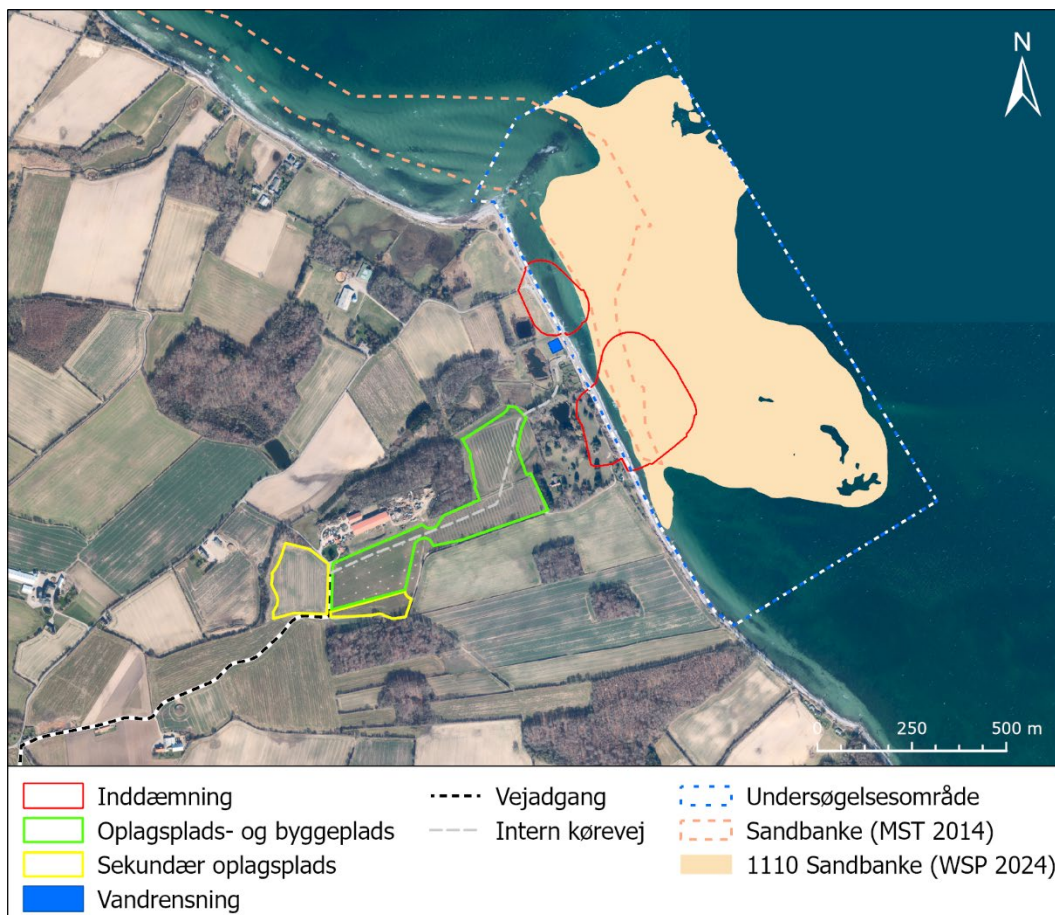 N
0 250 500 m
Inddæmning
Oplagsplads- og byggeplads
Sekundær oplagsplads
Vandrensning
Vejadgang
Intern kørevej
Undersøgelsesområde
Sandbanke (MST 2014)
1110 Sandbanke (WSP 2024)